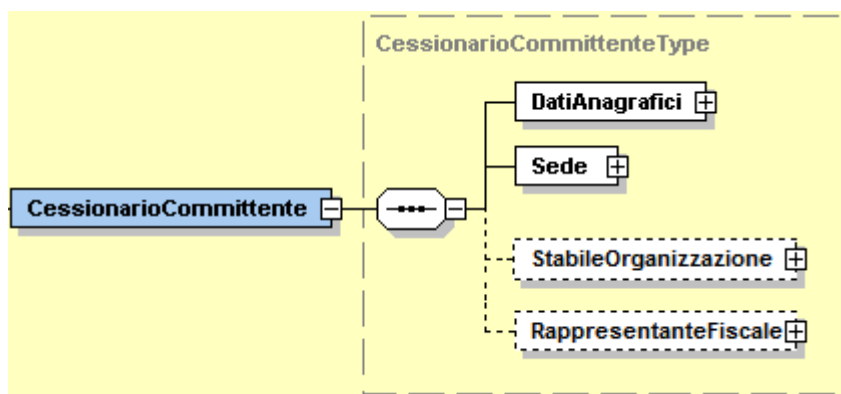 CessionarioCommittenteType
DatiAnagrafici
Sede
CessionarioCommittente
StabileOrganizzazione
RappresentanteFiscale